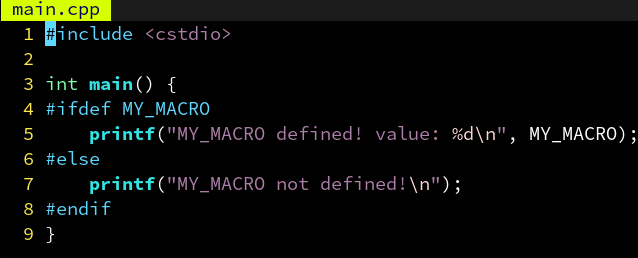 main.cpp
1 #include <cstdio>
2
3 int main() {
4 #ifdef MY_MACRO
5     printf("MY_MACRO defined! value: %d\n", MY_MACRO);
6 #else
7     printf("MY_MACRO not defined!\n");
8 #endif
9 }